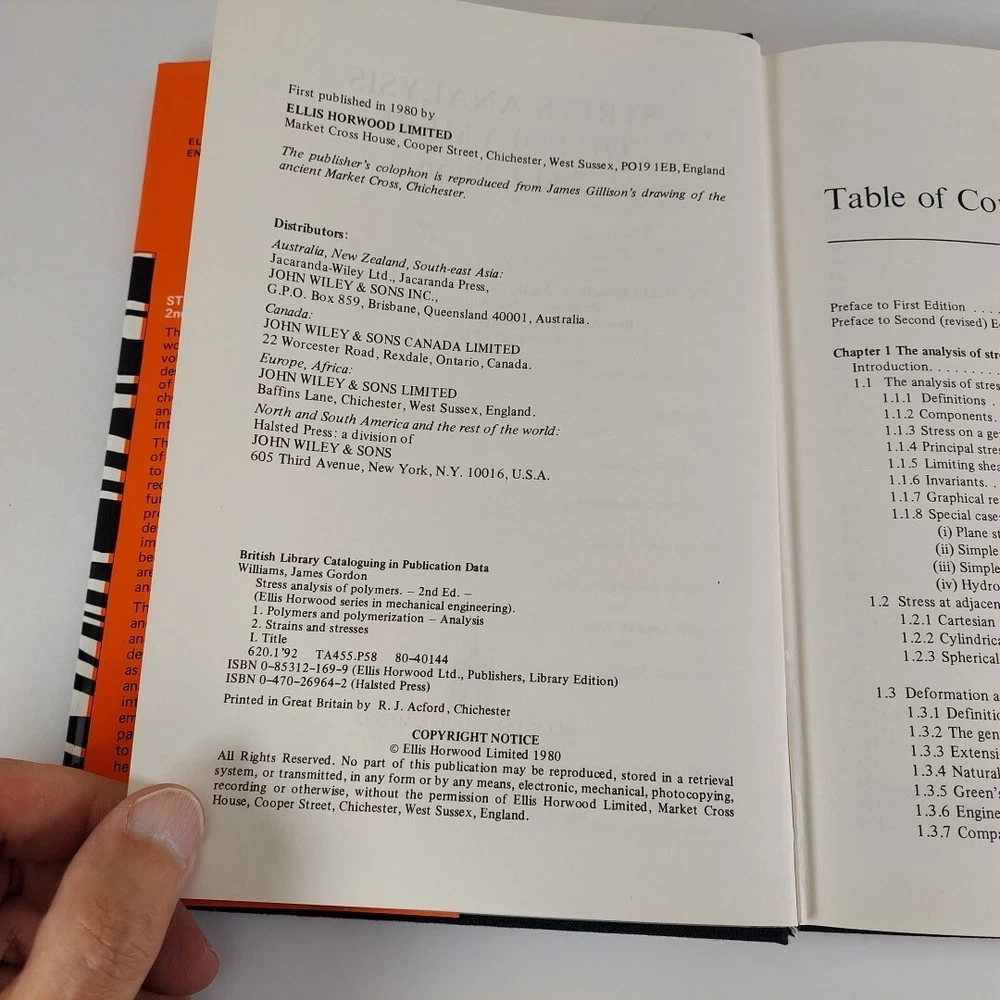 First published in 1980 by
ELLIS HORWOOD LIMITED
Market Cross House, Cooper Street, Chichester, West Sussex, PO19 1EB, England
The publisher's colophon is reproduced from James Gillison's drawing of the
ancient Market Cross, Chichester.
Distributors:
Australia, New Zealand, South-east Asia:
Jacaranda-Wiley Ltd., Jacaranda Press,
JOHN WILEY & SONS INC.,
G.P.O. Box 859, Brisbane, Queensland 40001, Australia.
Canada:
JOHN WILEY & SONS CANADA LIMITED
22 Worcester Road, Rexdale, Ontario, Canada.
Europe, Africa:
JOHN WILEY & SONS LIMITED
Baffins Lane, Chichester, West Sussex, England.
North and South America and the rest of the world:
Halsted Press: a division of
JOHN WILEY & SONS
605 Third Avenue, New York, N.Y. 10016, U.S.A.
British Library Cataloguing in Publication Data
Williams, James Gordon
Stress analysis of polymers. – 2nd Ed. –
(Ellis Horwood series in mechanical engineering).
1. Polymers and polymerization – Analysis
2. Strains and stresses
I. Title
620.1'92 TA455.P58 80-40144
ISBN 0–85312–169–9 (Ellis Horwood Ltd., Publishers, Library Edition)
ISBN 0–470–26964–2 (Halsted Press)
Printed in Great Britain by R. J. Acford, Chichester
COPYRIGHT NOTICE
© Ellis Horwood Limited 1980
All Rights Reserved. No part of this publication may be reproduced, stored in a retrieval
system, or transmitted, in any form or by any means, electronic, mechanical, photocopying,
recording or otherwise, without the permission of Ellis Horwood Limited, Market Cross
House, Cooper Street, Chichester, West Sussex, England.
Table of Co
Preface to First Edition . . . .
Preface to Second (revised) E
Chapter 1 The analysis of str
Introduction. . . . . . . .
1.1 The analysis of stress
1.1.1 Definitions .
1.1.2 Components.
1.1.3 Stress on a ge
1.1.4 Principal stre
1.1.5 Limiting shea
1.1.6 Invariants. .
1.1.7 Graphical re
1.1.8 Special case
(i) Plane st
(ii) Simple
(iii) Simple
(iv) Hydro
1.2 Stress at adjacen
1.2.1 Cartesian
1.2.2 Cylindrica
1.2.3 Spherical
1.3 Deformation a
1.3.1 Definitio
1.3.2 The gen
1.3.3 Extensi
1.3.4 Natural
1.3.5 Green's
1.3.6 Engine
1.3.7 Compa